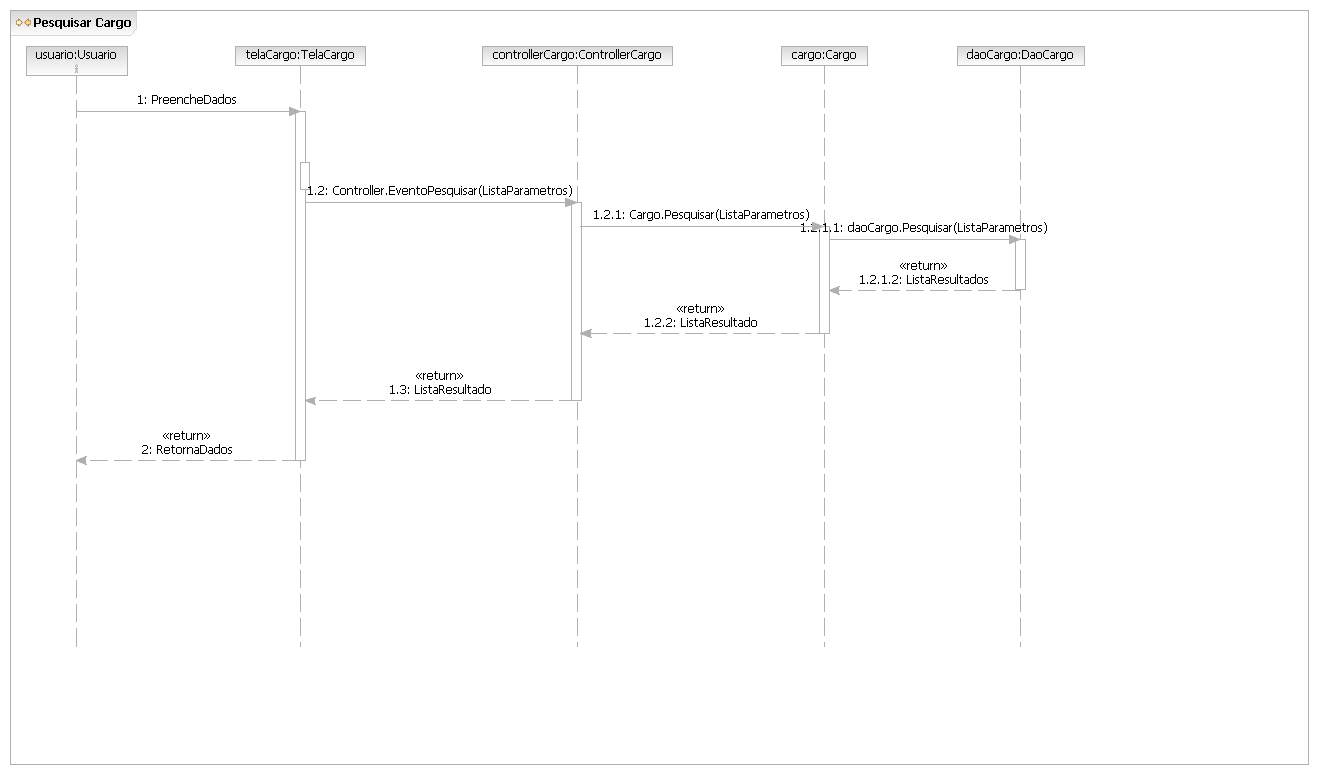 Pesquisar Cargo
usuario:Usuario
telaCargo:TelaCargo
controllerCargo:ControllerCargo
cargo:Cargo
daoCargo:DaoCargo
1: PreencheDados
1.2: Controller.EventoPesquisar(ListaParametros)
1.2.1: Cargo.Pesquisar(ListaParametros)
1.2.1.1: daoCargo.Pesquisar(ListaParametros)
«return»
1.2.1.2: ListaResultados
«return»
1.2.2: ListaResultado
«return»
1.3: ListaResultado
«return»
2: RetornaDados